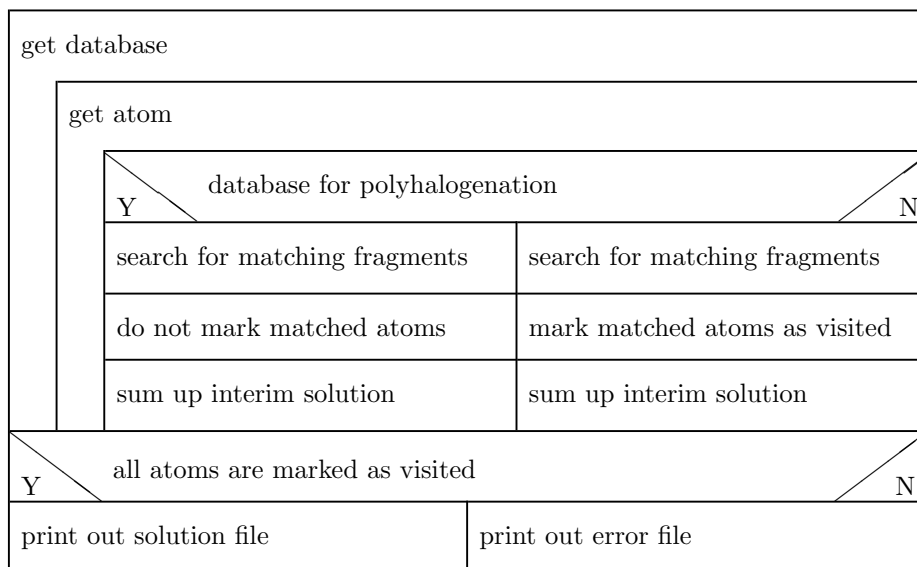 get database
get atom
database for polyhalogenation
Y N
search for matching fragments search for matching fragments
do not mark matched atoms mark matched atoms as visited
sum up interim solution sum up interim solution
all atoms are marked as visited
Y N
print out solution file print out error file